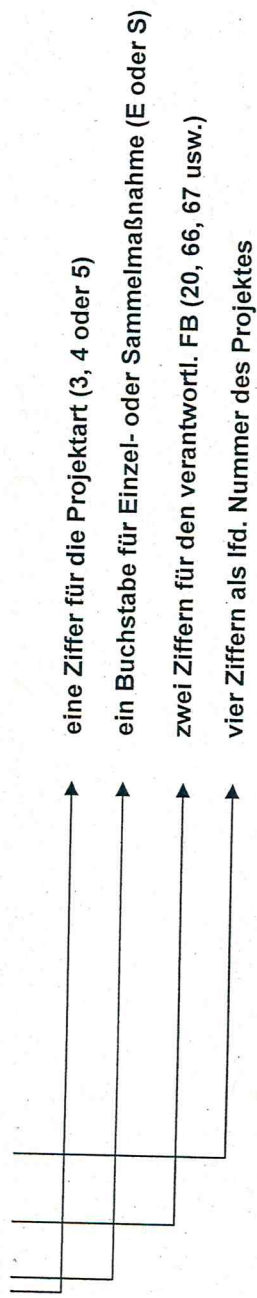 eine Ziffer für die Projektart (3, 4 oder 5)
ein Buchstabe für Einzel- oder Sammelmaßnahme (E oder S)
zwei Ziffern für den verantwortl. FB (20, 66, 67 usw.)
vier Ziffern als lfd. Nummer des Projektes